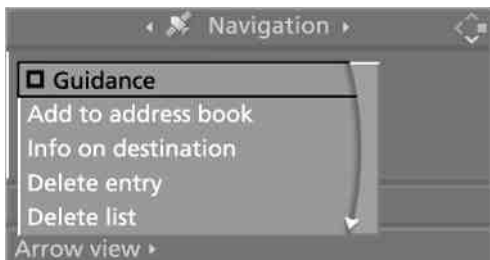 Navigation
Guidance
Add to address book
Info on destination
Delete entry
Delete list
Arrow view